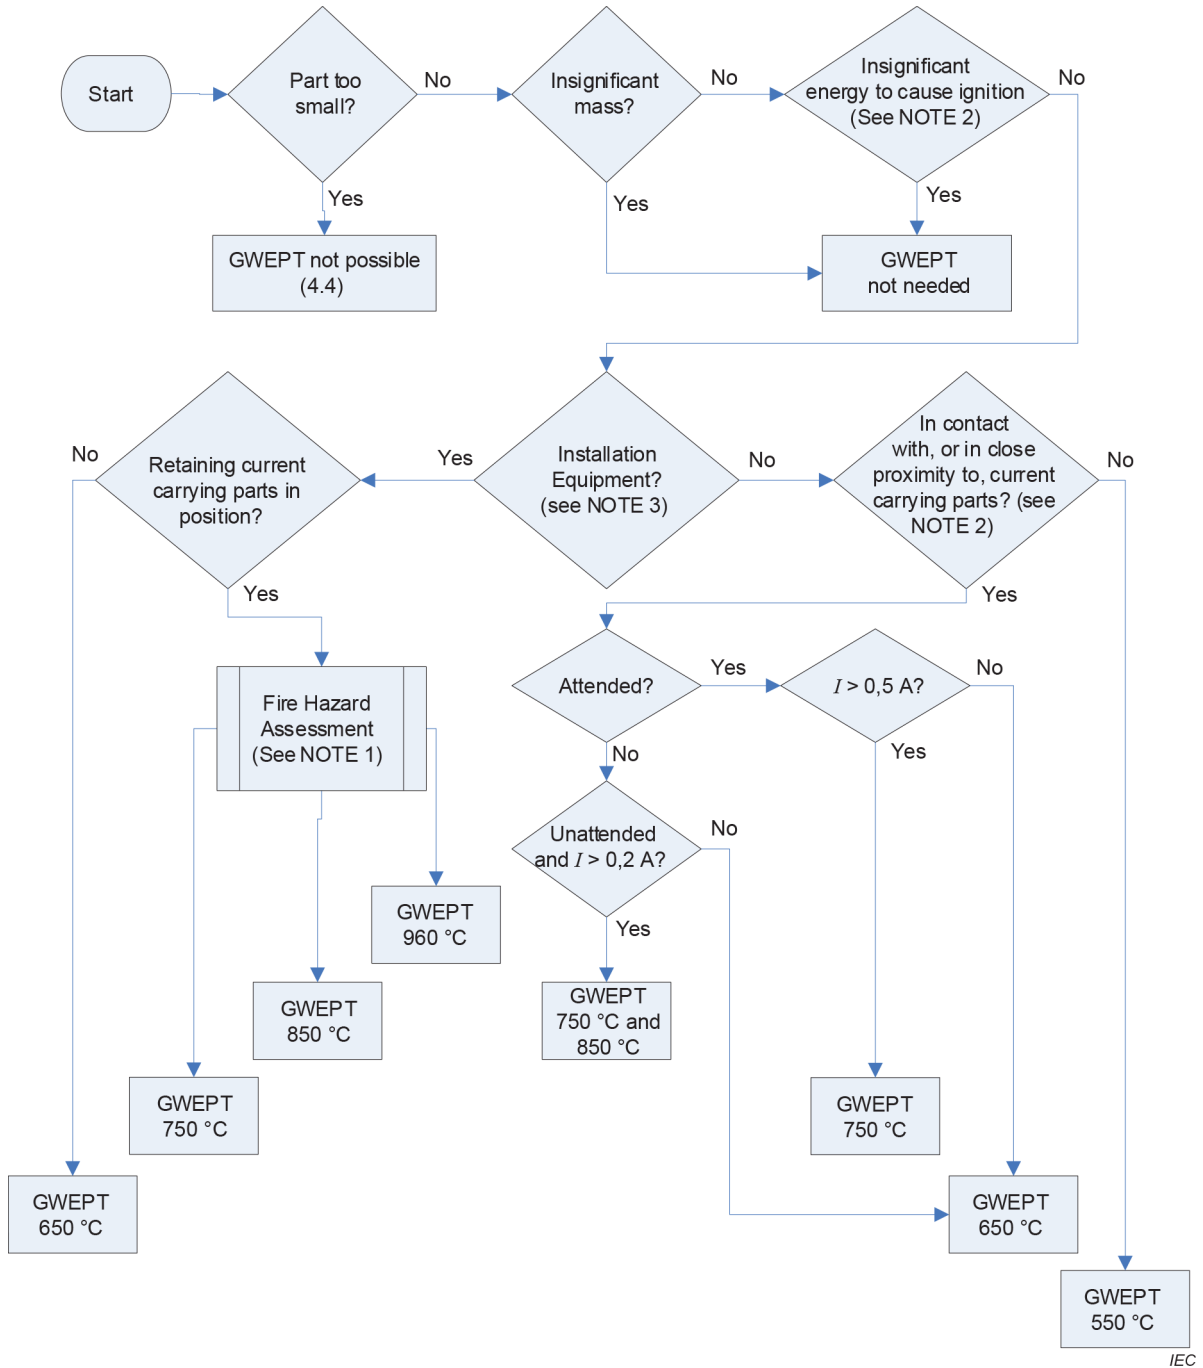 Start
Part too
small?
No
Yes
GWEPT not possible
(4.4)
Insignificant
mass?
No
Yes
Insignificant
energy to cause ignition
(See NOTE 2)
No
Yes
GWEPT
not needed
Installation
Equipment?
(see NOTE 3)
Yes
No
Retaining current
carrying parts in
position?
No
Yes
Fire Hazard
Assessment
(See NOTE 1)
GWEPT
960 °C
GWEPT
850 °C
GWEPT
750 °C
GWEPT
650 °C
In contact
with, or in close
proximity to, current
carrying parts? (see
NOTE 2)
No
Yes
Attended?
Yes
No
I > 0,5 A?
No
Yes
Unattended
and I > 0,2 A?
No
Yes
GWEPT
750 °C and
850 °C
GWEPT
750 °C
GWEPT
650 °C
GWEPT
550 °C
IEC